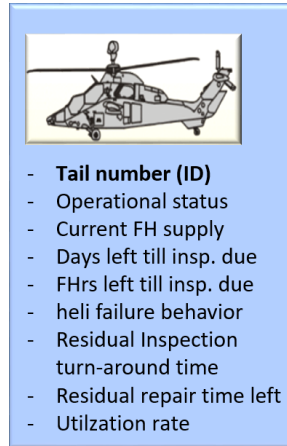 - Tail number (ID)
- Operational status
- Current FH supply
- Days left till insp. due
- FHrs left till insp. due
- heli failure behavior
- Residual Inspection
turn-around time
- Residual repair time left
- Utilzation rate